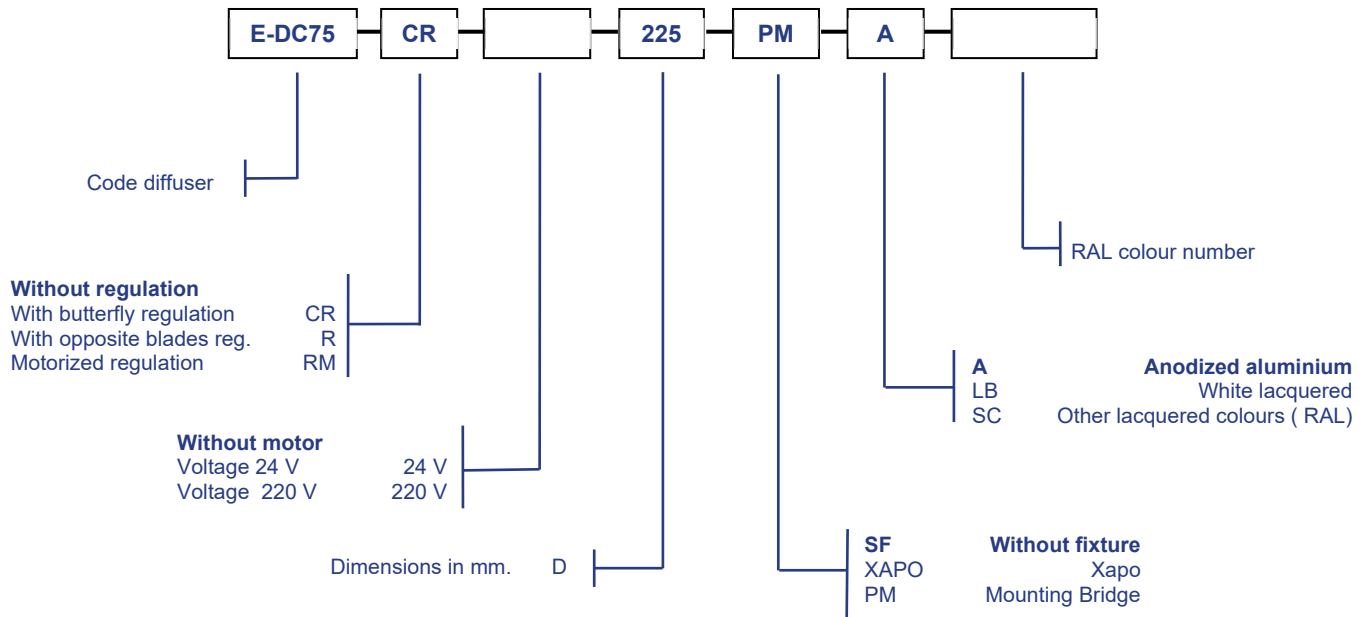 E-DC75 CR 225 PM A
Code diffuser
RAL colour number
Without regulation
With butterfly regulation CR
With opposite blades reg. R
Motorized regulation RM
A Anodized aluminium
LB White lacquered
SC Other lacquered colours ( RAL)
Without motor
Voltage 24 V 24 V
Voltage 220 V 220 V
Dimensions in mm. D
SF Without fixture
XAPO Xapo
PM Mounting Bridge